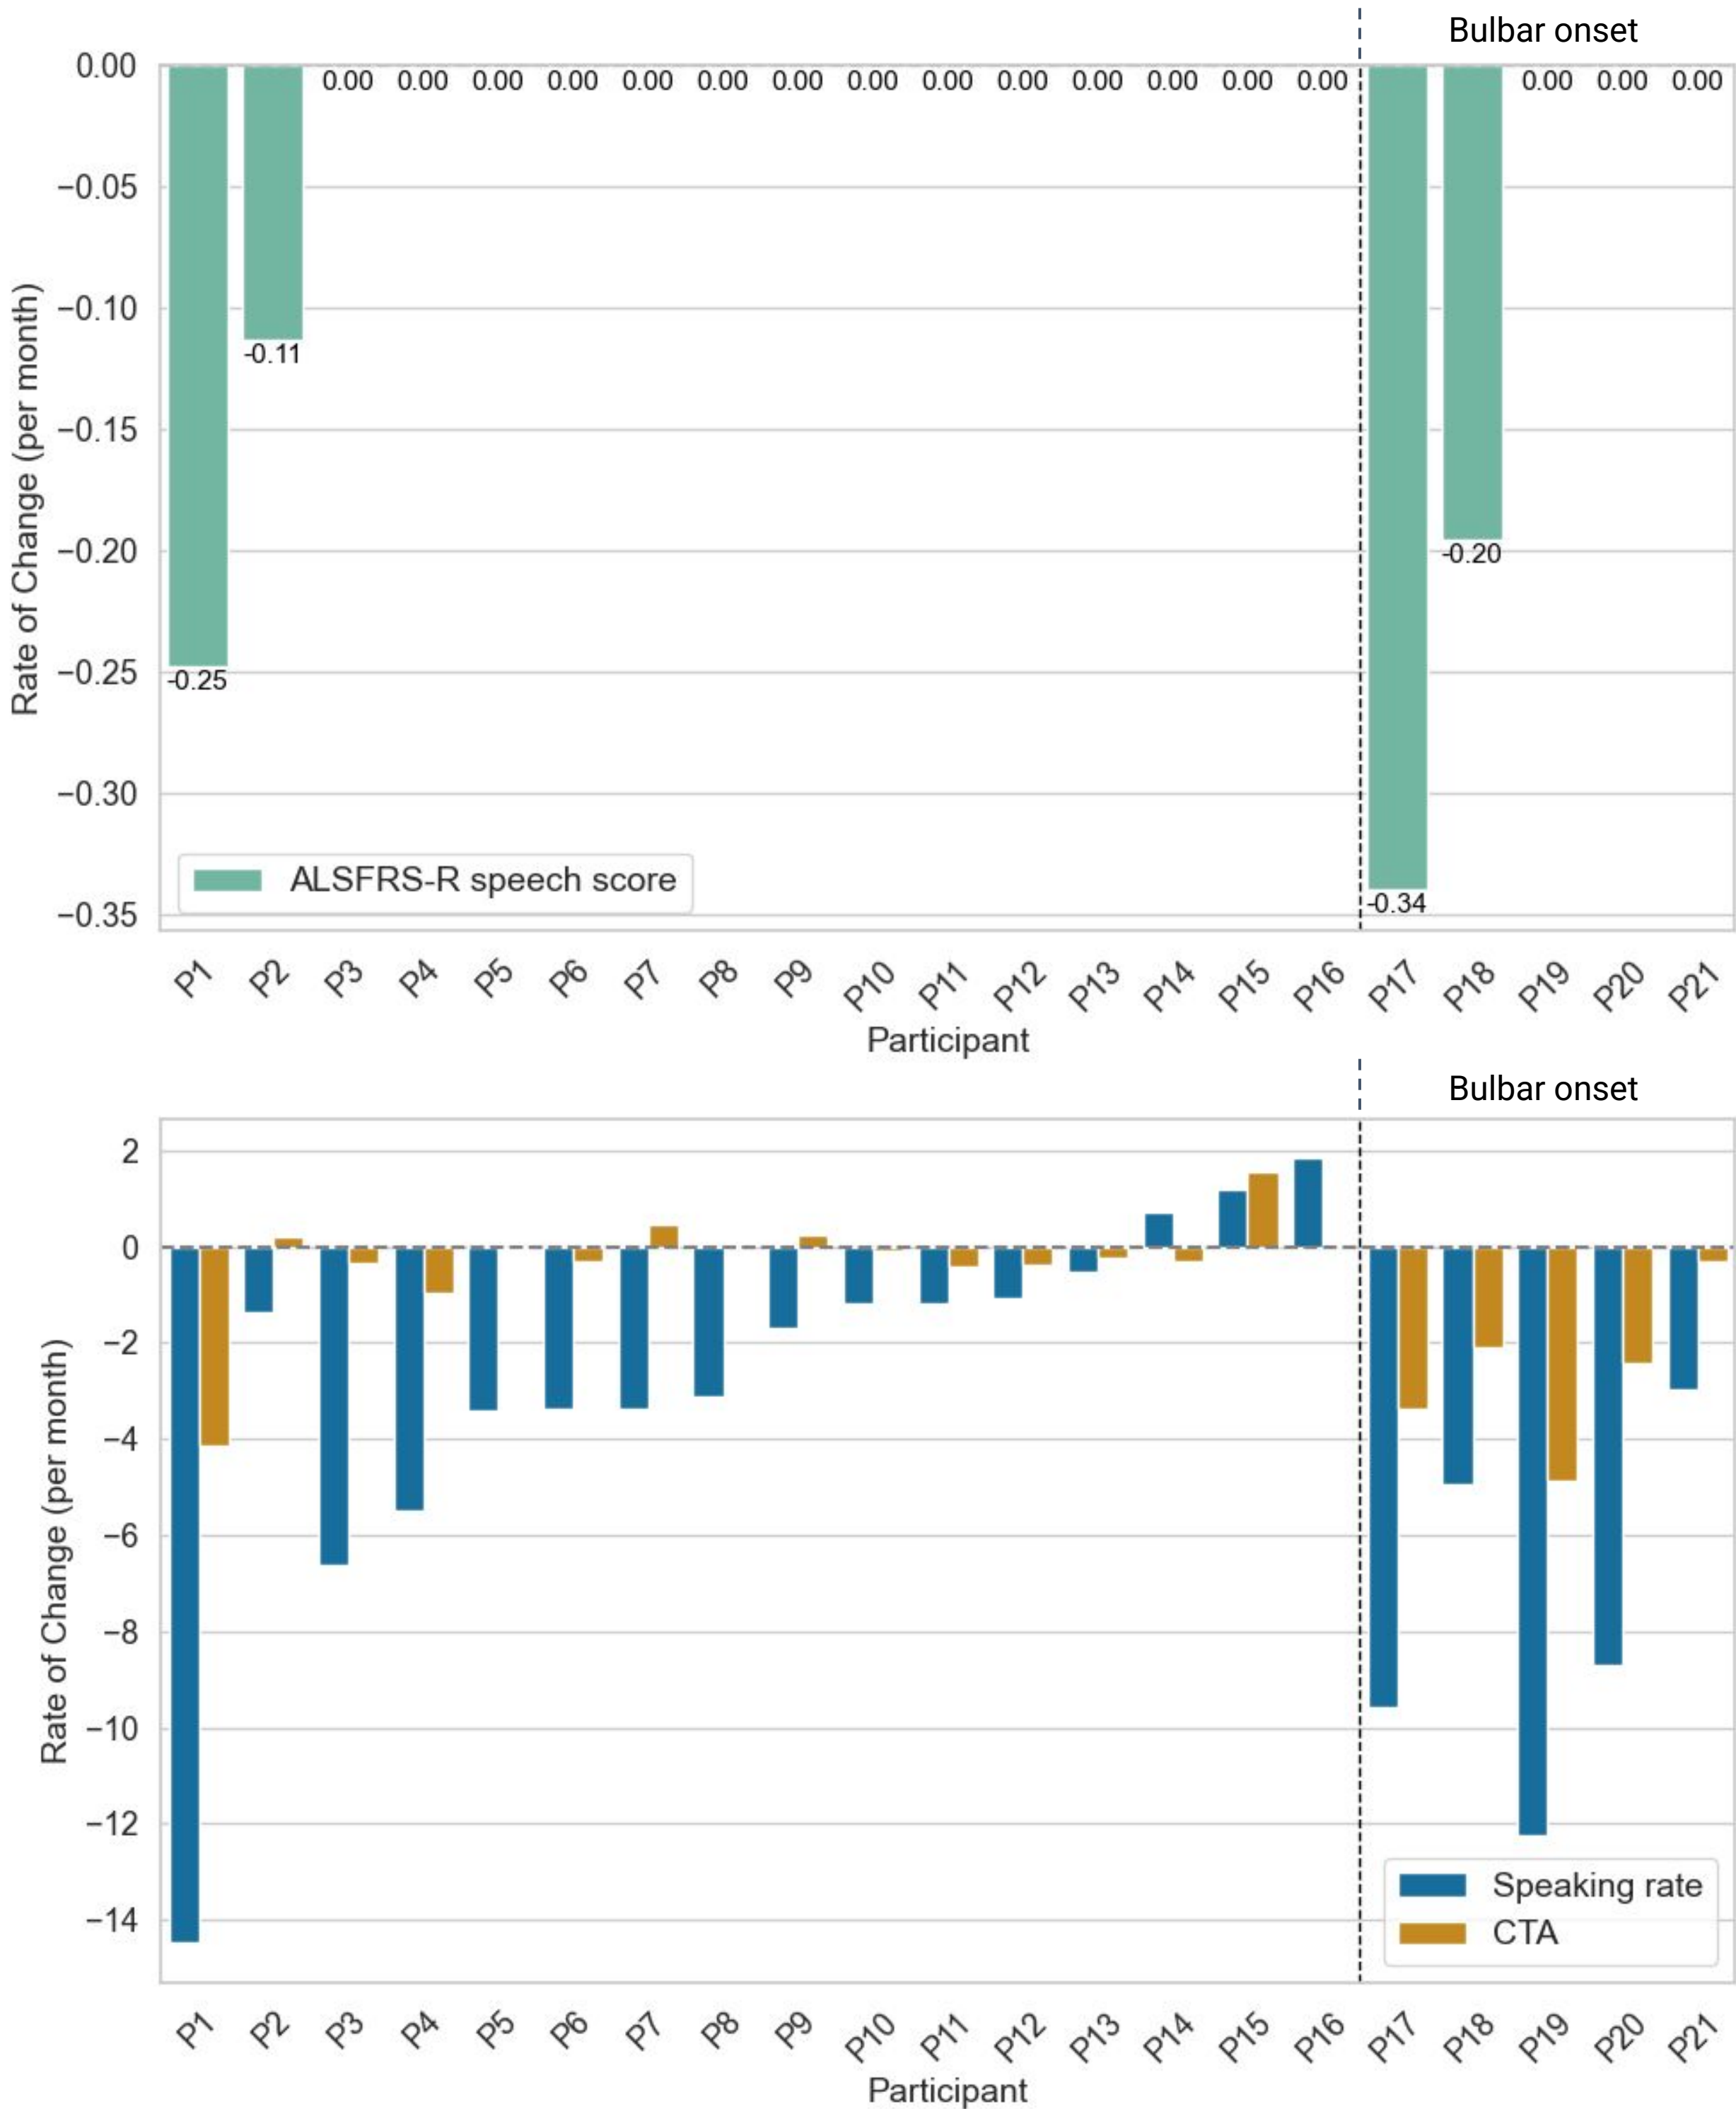 Bulbar onset
0.00
0.00 0.00 0.00 0.00 0.00 0.00 0.00 0.00 0.00 0.00 0.00 0.00 0.00 0.00 0.00 0.00 0.00
−0.05
−0.10
-0.11
−0.15
−0.20
-0.20
−0.25
-0.25
−0.30
−0.35
-0.34
Rate of Change (per month)
ALSFRS-R speech score
P1 P2 P3 P4 P5 P6 P7 P8 P9 P10 P11 P12 P13 P14 P15 P16 P17 P18 P19 P20 P21
Participant
Bulbar onset
2
0
−2
−4
−6
−8
−10
−12
−14
Rate of Change (per month)
Speaking rate
CTA
P1 P2 P3 P4 P5 P6 P7 P8 P9 P10 P11 P12 P13 P14 P15 P16 P17 P18 P19 P20 P21
Participant